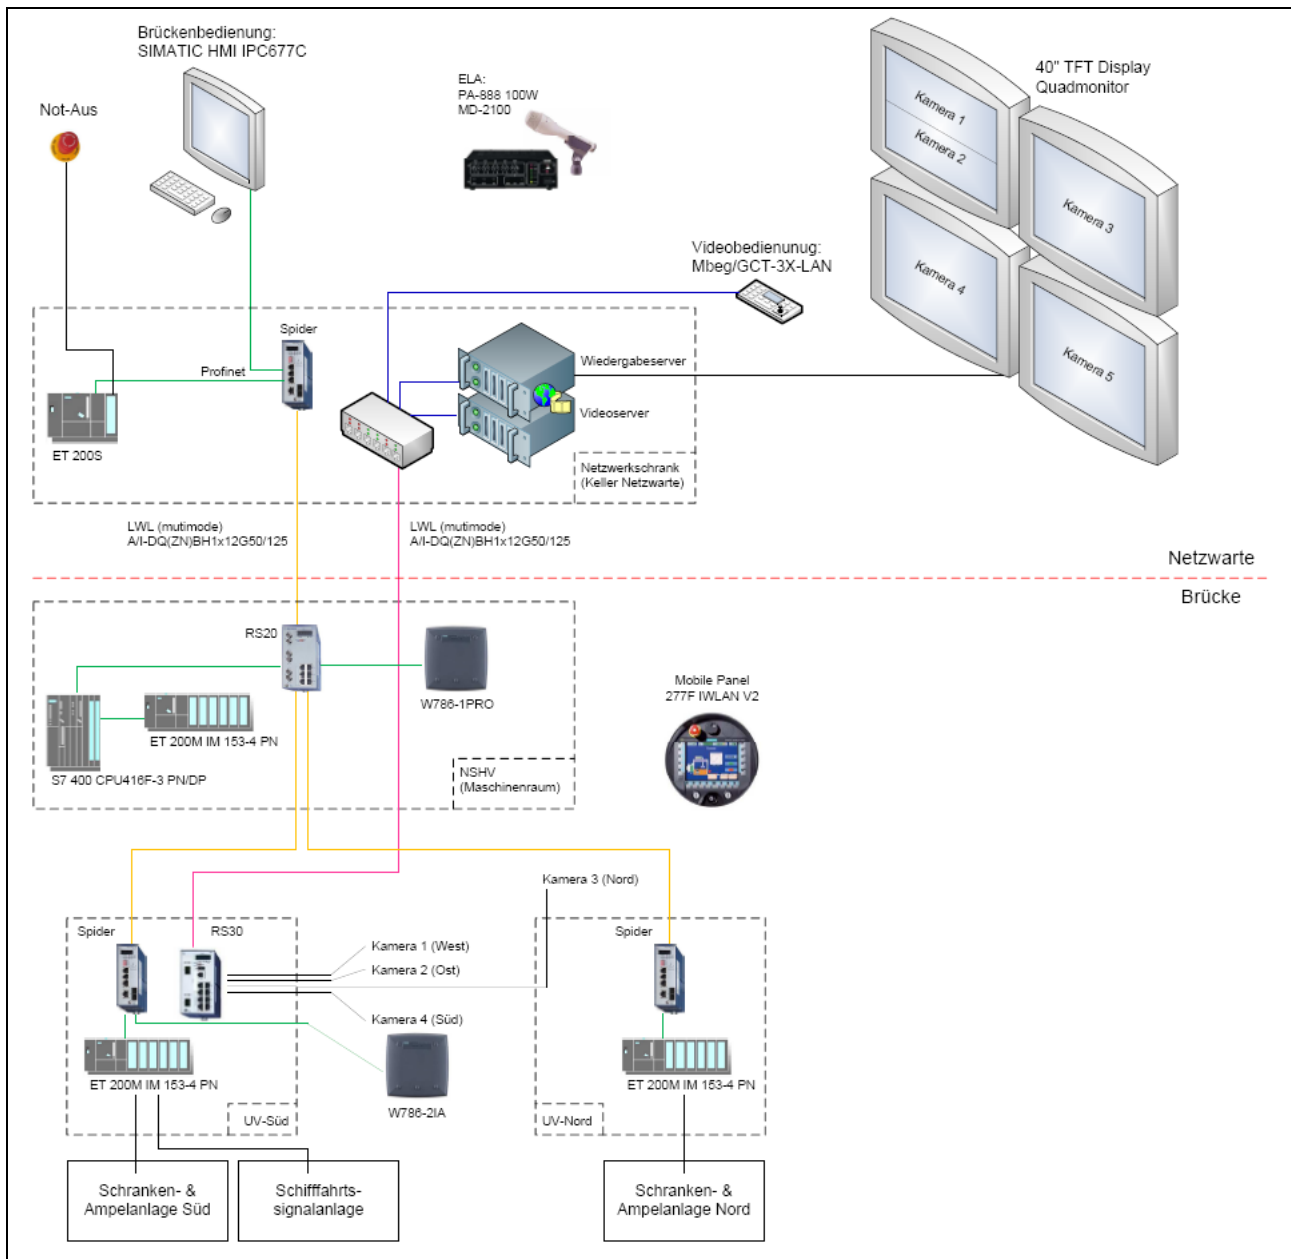 Brückenbedienung:
SIMATIC HMI IPC677C
Not-Aus
ELA:
PA-888 100W
MD-2100
40" TFT Display
Quadmonitor
Kamera 1
Kamera 2
Kamera 3
Kamera 4
Kamera 5
Videobedienunug:
Mbeg/GCT-3X-LAN
Spider
Profinet
Wiedergabeserver
Videoserver
ET 200S
Netzwerkschrank
(Keller Netzwarte)
LWL (mutimode)
A/I-DQ(ZN)BH1x12G50/125
LWL (mutimode)
A/I-DQ(ZN)BH1x12G50/125
Netzwarte
Brücke
RS20
W786-1PRO
Mobile Panel
277F IWLAN V2
ET 200M IM 153-4 PN
S7 400 CPU416F-3 PN/DP
NSHV
(Maschinenraum)
Kamera 3 (Nord)
Spider
RS30
Kamera 1 (West)
Kamera 2 (Ost)
Kamera 4 (Süd)
Spider
ET 200M IM 153-4 PN
W786-2IA
ET 200M IM 153-4 PN
UV-Süd
UV-Nord
Schranken- &
Ampelanlage Süd
Schifffahrts-
signalanlage
Schranken- &
Ampelanlage Nord